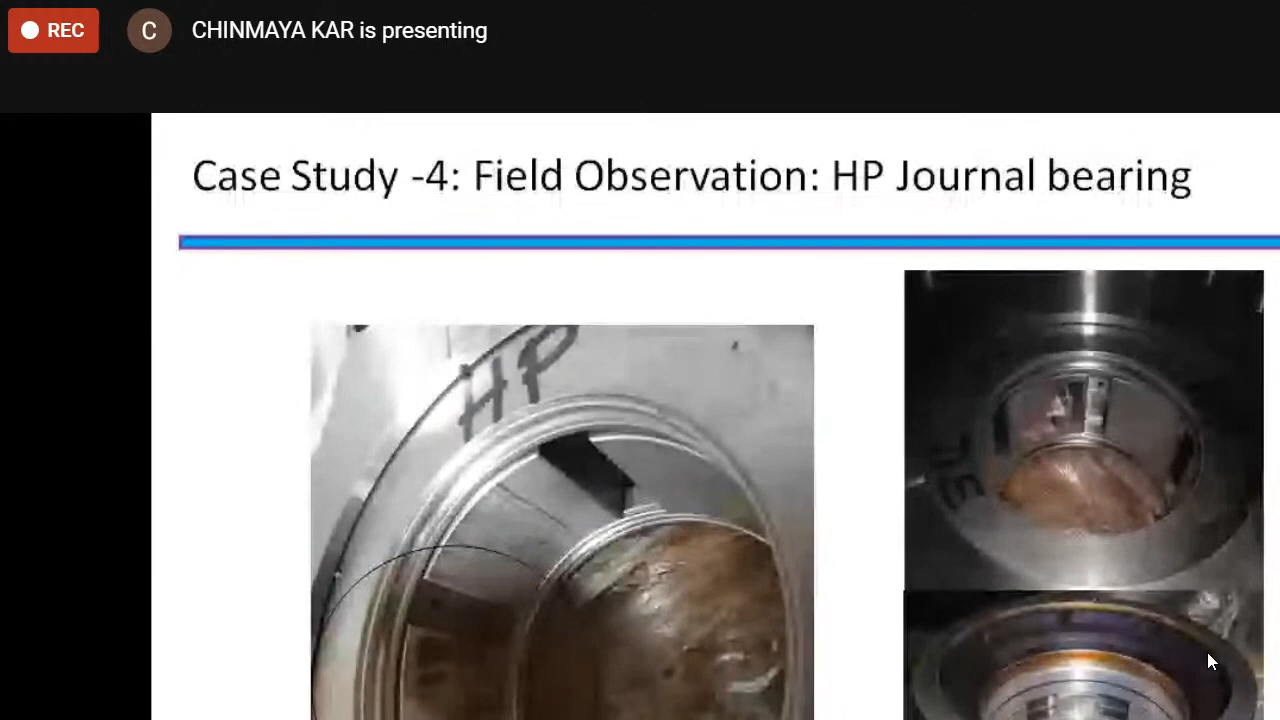 REC
C
CHINMAYA KAR is presenting
Case Study -4: Field Observation: HP Journal bearing
HP